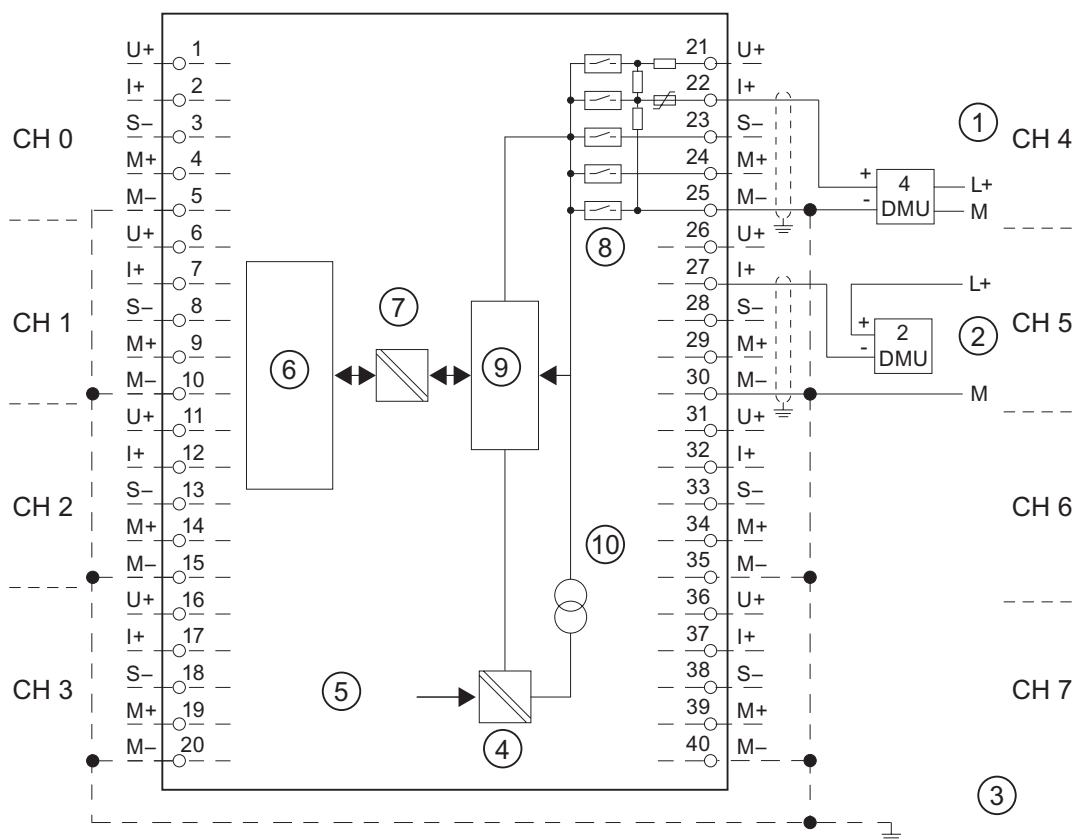 CH 0
U+ 1
I+ 2
S– 3
M+ 4
M– 5
CH 1
U+ 6
I+ 7
S– 8
M+ 9
M– 10
CH 2
U+ 11
I+ 12
S– 13
M+ 14
M– 15
CH 3
U+ 16
I+ 17
S– 18
M+ 19
M– 20
6
7
9
8
10
5
4
21 U+
22 I+
23 S–
24 M+
25 M–
CH 4
26 U+
27 I+
28 S–
29 M+
30 M–
CH 5
31 U+
32 I+
33 S–
34 M+
35 M–
CH 6
36 U+
37 I+
38 S–
39 M+
40 M–
CH 7
1
+ 4 L+
- DMU M
2
L+
+ 2
- DMU
M
3